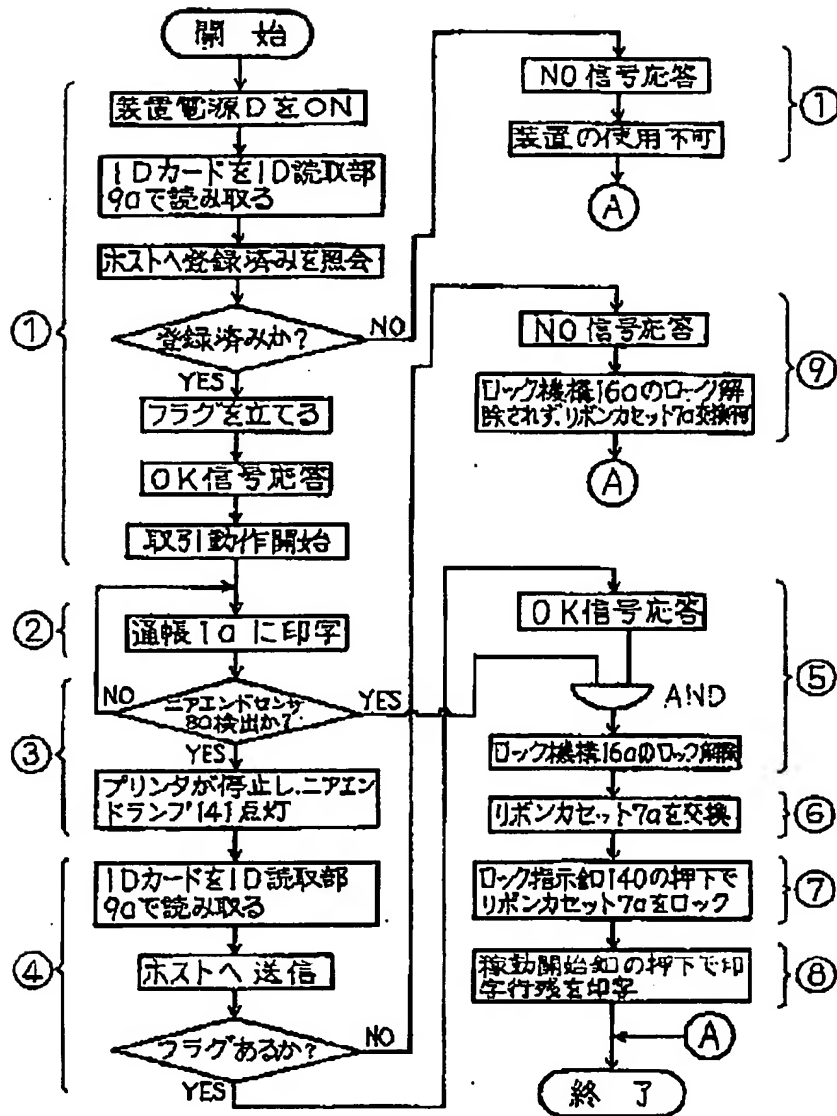 開始
装置電源DをON
IDカードをID読取部
9aで読み取る
ホストへ登録済みを照会
登録済みか?
NO
YES
フラグを立てる
OK信号応答
取引動作開始
①
通帳1aに印字
②
ニアエンドセンサ
80検出か?
NO
YES
YES
プリンタが停止し、ニアエン
ドランプ141点灯
③
IDカードをID読取部
9aで読み取る
ホストへ送信
フラグあるか?
NO
YES
④
NO信号応答
装置の使用不可
A
①
NO信号応答
ロック機構16aのロック解
除されず、リボンカセット7a交換不可
A
⑨
OK信号応答
AND
ロック機構16aのロック解除
⑤
リボンカセット7aを交換
⑥
ロック指示釦140の押下で
リボンカセット7aをロック
⑦
稼動開始釦の押下で印
字行残を印字
⑧
A
終了